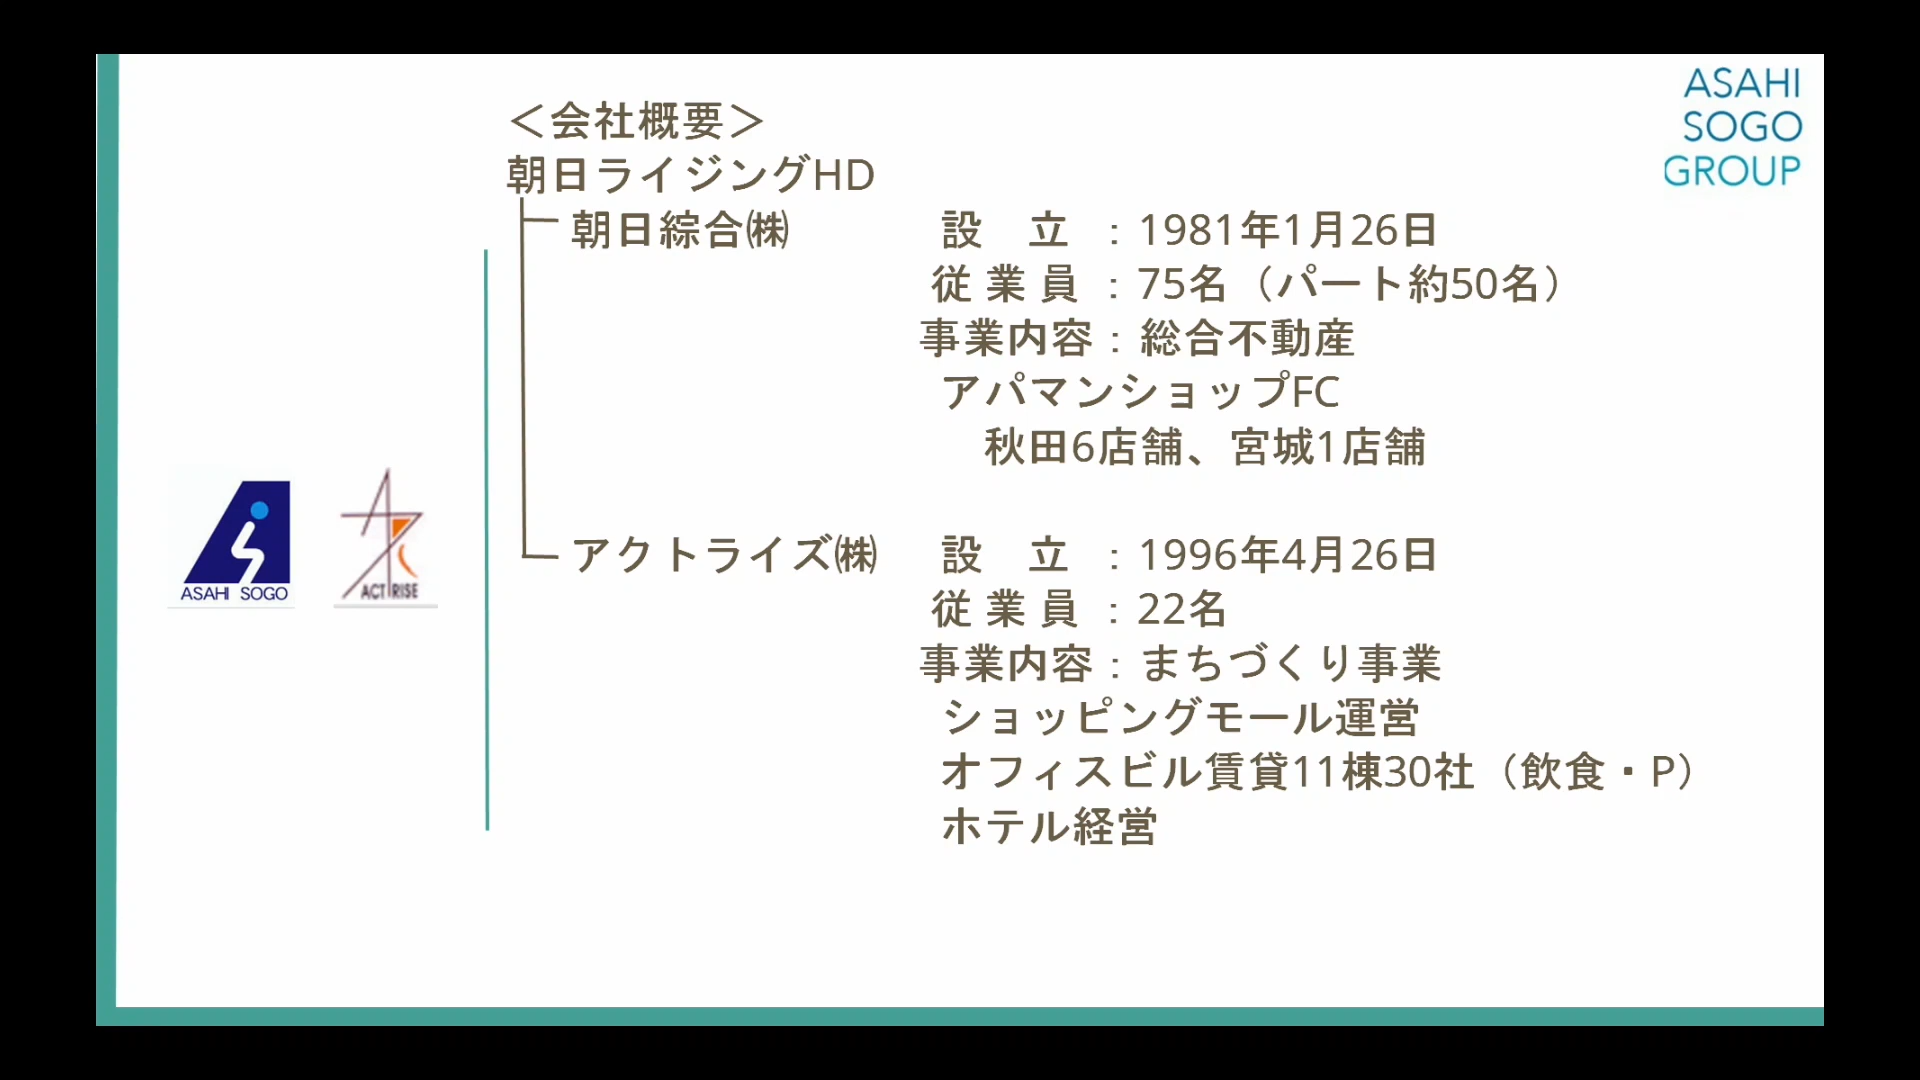 ASAHI
SOGO
GROUP
＜会社概要＞
朝日ライジングHD
朝日綜合㈱
設　立　：1981年1月26日
従 業 員　：75名（パート約50名）
事業内容：総合不動産
アパマンショップFC
秋田6店舗、宮城1店舗
アクトライズ㈱
設　立　：1996年4月26日
従 業 員　：22名
事業内容：まちづくり事業
ショッピングモール運営
オフィスビル賃貸11棟30社（飲食・P）
ホテル経営
ASAHI SOGO
ACT RISE